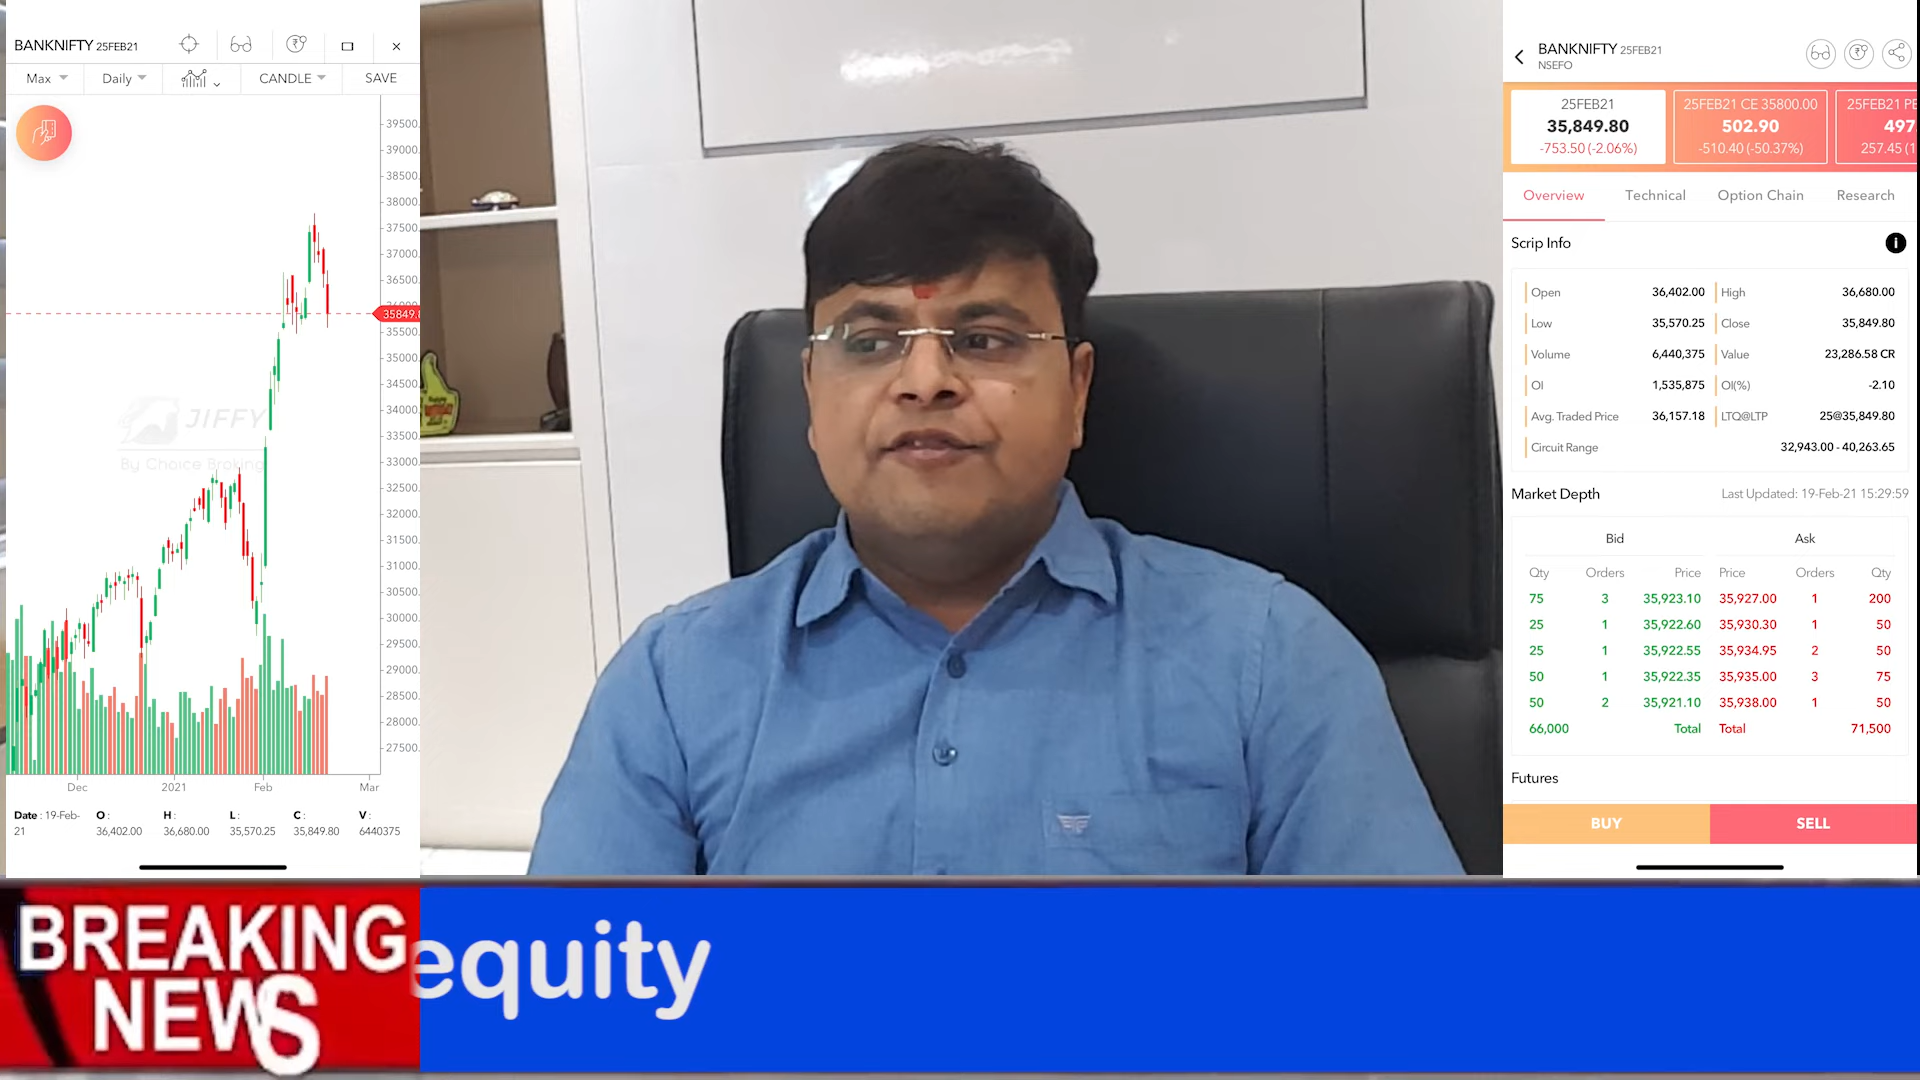 BANKNIFTY 25FEB21
Max Daily CANDLE SAVE
39500.
39000.
38500.
38000.
37500.
37000.
36500.
35849.8
35500.
35000.
34500.
34000.
33500.
33000.
32500.
32000.
31500.
31000.
30500.
30000.
29500.
29000.
28500.
28000.
27500.
JIFFY
By Choice Broking
Dec 2021 Feb Mar
Date : 19-Feb-21 O : 36,402.00 H : 36,680.00 L : 35,570.25 C : 35,849.80 V : 6440375
BANKNIFTY 25FEB21
NSEFO
25FEB21 25FEB21 CE 35800.00 25FEB21 PE
35,849.80 502.90 497.
-753.50 (-2.06%) -510.40 (-50.37%) 257.45 (1
Overview Technical Option Chain Research
Scrip Info
Open 36,402.00 High 36,680.00
Low 35,570.25 Close 35,849.80
Volume 6,440,375 Value 23,286.58 CR
OI 1,535,875 OI(%) -2.10
Avg. Traded Price 36,157.18 LTQ@LTP 25@35,849.80
Circuit Range 32,943.00 - 40,263.65
Market Depth Last Updated: 19-Feb-21 15:29:59
Bid Ask
Qty Orders Price Price Orders Qty
75 3 35,923.10 35,927.00 1 200
25 1 35,922.60 35,930.30 1 50
25 1 35,922.55 35,934.95 2 50
50 1 35,922.35 35,935.00 3 75
50 2 35,921.10 35,938.00 1 50
66,000 Total Total 71,500
Futures
BUY SELL
BREAKING
NEWS
equity